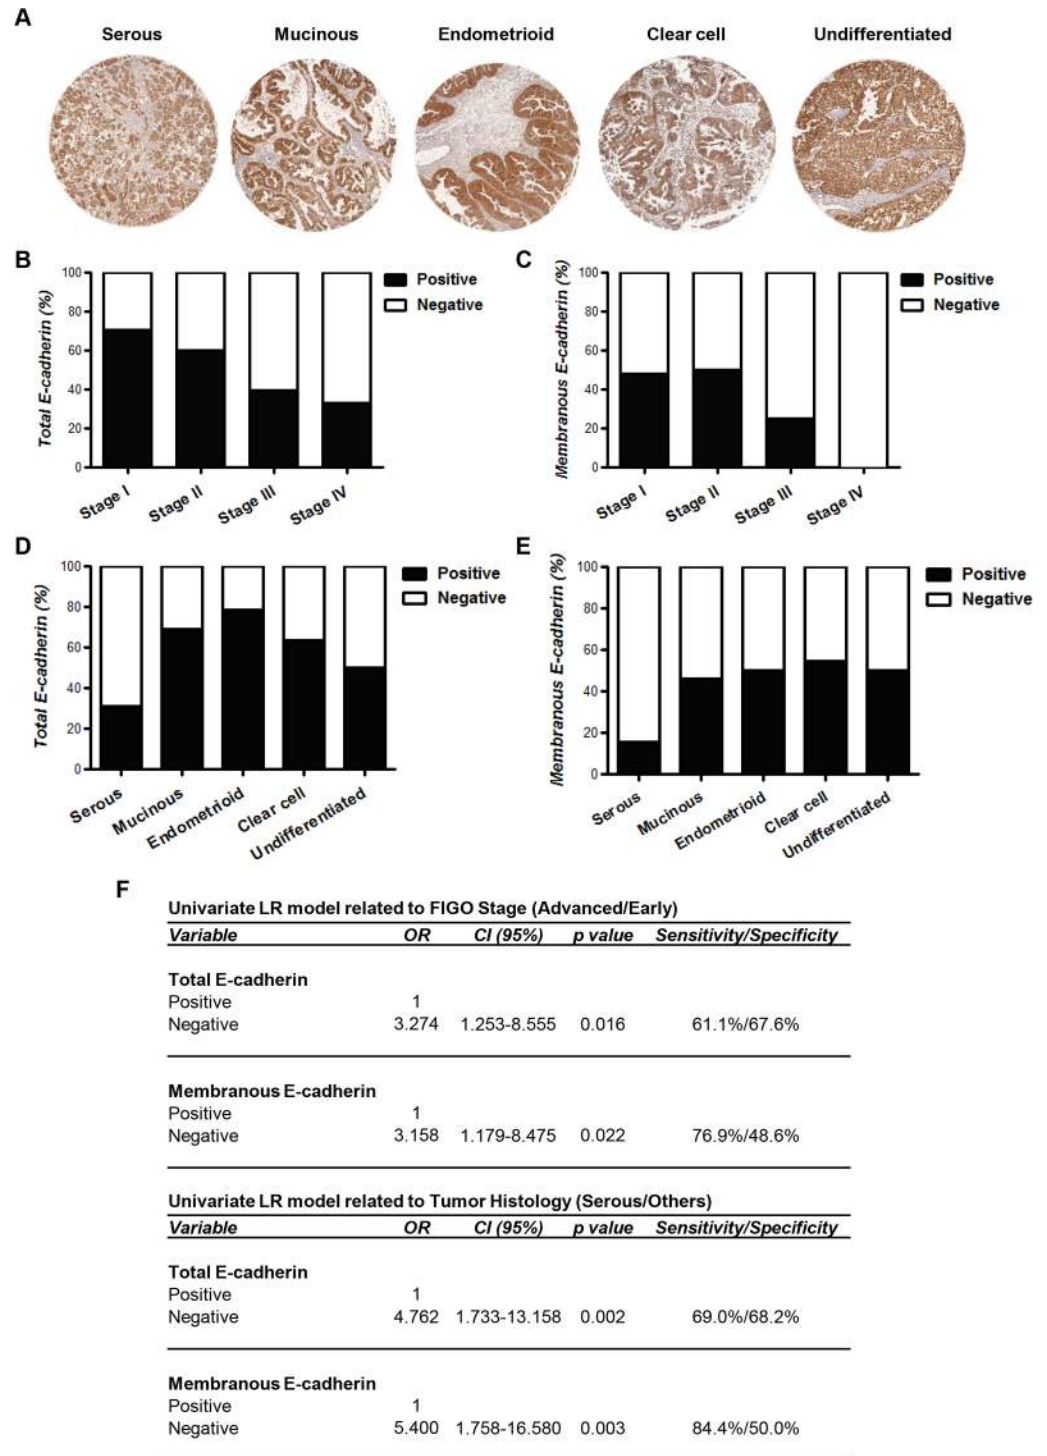 A
Serous Mucinous Endometrioid Clear cell Undifferentiated
B
Total E-cadherin (%)
100
80
60
40
20
0
Stage I Stage II Stage III Stage IV
Positive
Negative
C
Membranous E-cadherin (%)
100
80
60
40
20
0
Stage I Stage II Stage III Stage IV
Positive
Negative
D
Total E-cadherin (%)
100
80
60
40
20
0
Serous Mucinous Endometrioid Clear cell Undifferentiated
Positive
Negative
E
Membranous E-cadherin (%)
100
80
60
40
20
0
Serous Mucinous Endometrioid Clear cell Undifferentiated
Positive
Negative
F
Univariate LR model related to FIGO Stage (Advanced/Early)
Variable OR CI (95%) p value Sensitivity/Specificity
Total E-cadherin
Positive 1
Negative 3.274 1.253-8.555 0.016 61.1%/67.6%
Membranous E-cadherin
Positive 1
Negative 3.158 1.179-8.475 0.022 76.9%/48.6%
Univariate LR model related to Tumor Histology (Serous/Others)
Variable OR CI (95%) p value Sensitivity/Specificity
Total E-cadherin
Positive 1
Negative 4.762 1.733-13.158 0.002 69.0%/68.2%
Membranous E-cadherin
Positive 1
Negative 5.400 1.758-16.580 0.003 84.4%/50.0%